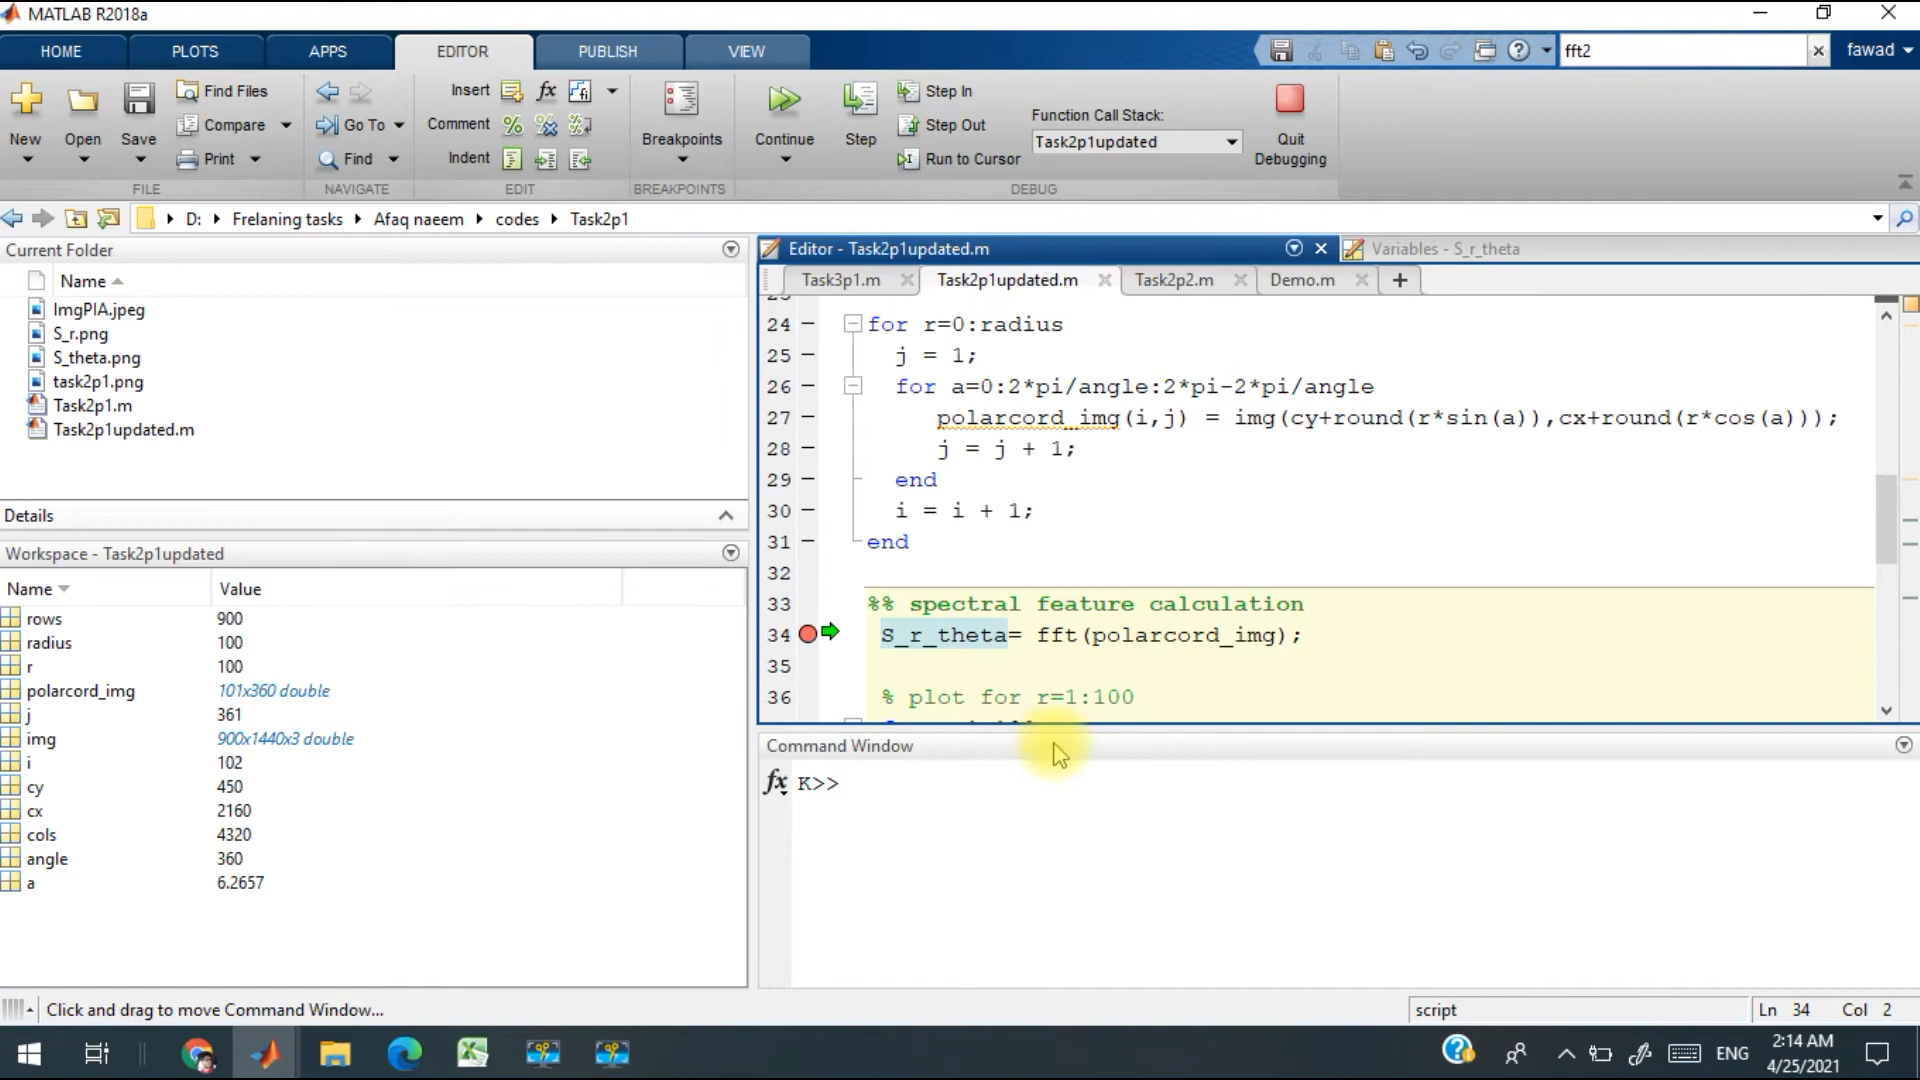 MATLAB R2018a
HOME
PLOTS
APPS
EDITOR
PUBLISH
VIEW
fft2
fawad
New
Open
Save
Find Files
Compare
Print
Go To
Find
Insert
Comment
Indent
Breakpoints
Continue
Step
Step In
Step Out
Run to Cursor
Function Call Stack:
Task2p1updated
Quit
Debugging
FILE
NAVIGATE
EDIT
BREAKPOINTS
DEBUG
D: Frelaning tasks Afaq naeem codes Task2p1
Current Folder
Name
ImgPIA.jpeg
S_r.png
S_theta.png
task2p1.png
Task2p1.m
Task2p1updated.m
Details
Workspace - Task2p1updated
Name Value
rows 900
radius 100
r 100
polarcord_img 101x360 double
j 361
img 900x1440x3 double
i 102
cy 450
cx 2160
cols 4320
angle 360
a 6.2657
Editor - Task2p1updated.m
Variables - S_r_theta
Task3p1.m
Task2p1updated.m
Task2p2.m
Demo.m
24 for r=0:radius
25 j = 1;
26 for a=0:2*pi/angle:2*pi-2*pi/angle
27 polarcord_img(i,j) = img(cy+round(r*sin(a)),cx+round(r*cos(a)));
28 j = j + 1;
29 end
30 i = i + 1;
31 end
32
33 %% spectral feature calculation
34 S_r_theta= fft(polarcord_img);
35
36 % plot for r=1:100
Command Window
fx K>>
Click and drag to move Command Window...
script
Ln 34 Col 2
ENG
2:14 AM
4/25/2021